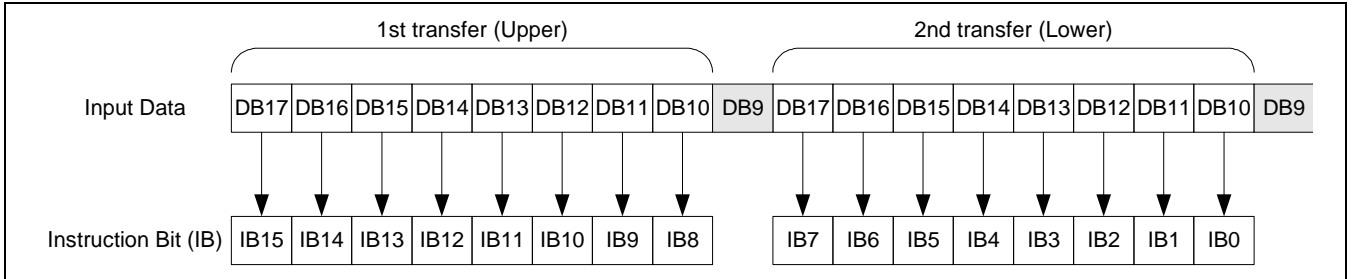 1st transfer (Upper) 2nd transfer (Lower)
Input Data DB17 DB16 DB15 DB14 DB13 DB12 DB11 DB10 DB9 DB17 DB16 DB15 DB14 DB13 DB12 DB11 DB10 DB9
Instruction Bit (IB) IB15 IB14 IB13 IB12 IB11 IB10 IB9 IB8 IB7 IB6 IB5 IB4 IB3 IB2 IB1 IB0